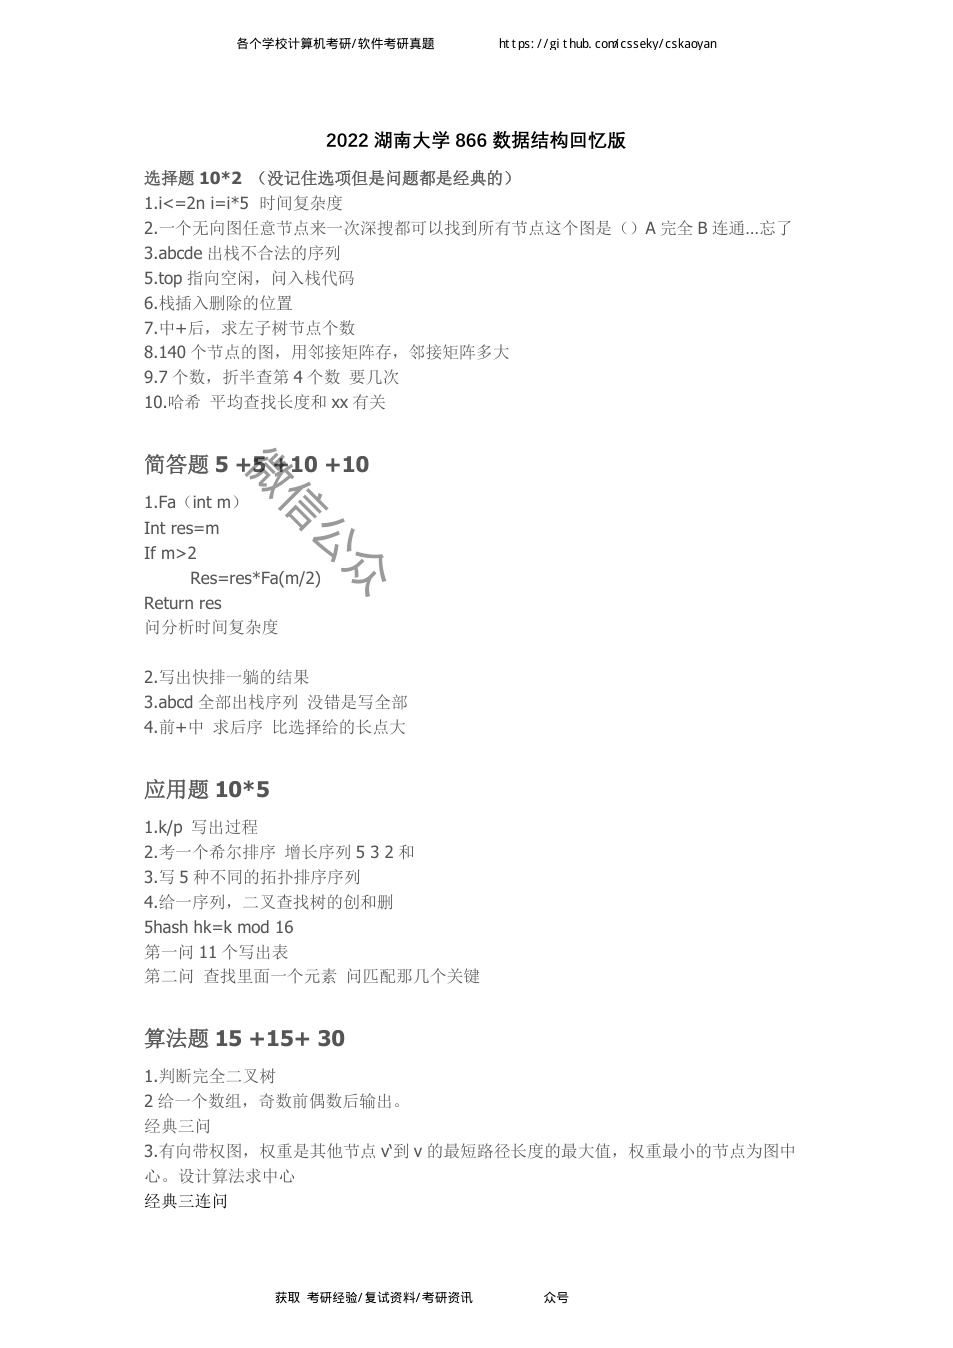 各个学校计算机考研/软件考研真题 https://github.com/csseky/cskaoyan
2022 湖南大学 866 数据结构回忆版
选择题 10*2 （没记住选项但是问题都是经典的）
1.i<=2n i=i*5 时间复杂度
2.一个无向图任意节点来一次深搜都可以找到所有节点这个图是（）A 完全 B 连通...忘了
3.abcde 出栈不合法的序列
5.top 指向空闲，问入栈代码
6.栈插入删除的位置
7.中+后，求左子树节点个数
8.140 个节点的图，用邻接矩阵存，邻接矩阵多大
9.7 个数，折半查第 4 个数 要几次
10.哈希 平均查找长度和 xx 有关
简答题 5 +5 +10 +10
1.Fa（int m）
Int res=m
If m>2
Res=res*Fa(m/2)
Return res
问分析时间复杂度
2.写出快排一躺的结果
3.abcd 全部出栈序列 没错是写全部
4.前+中 求后序 比选择给的长点大
应用题 10*5
1.k/p 写出过程
2.考一个希尔排序 增长序列 5 3 2 和
3.写 5 种不同的拓扑排序序列
4.给一序列，二叉查找树的创和删
5hash hk=k mod 16
第一问 11 个写出表
第二问 查找里面一个元素 问匹配那几个关键
算法题 15 +15+ 30
1.判断完全二叉树
2 给一个数组，奇数前偶数后输出。
经典三问
3.有向带权图，权重是其他节点 v‘到 v 的最短路径长度的最大值，权重最小的节点为图中
心。设计算法求中心
经典三连问
微信公众
获取 考研经验/复试资料/考研资讯 众号